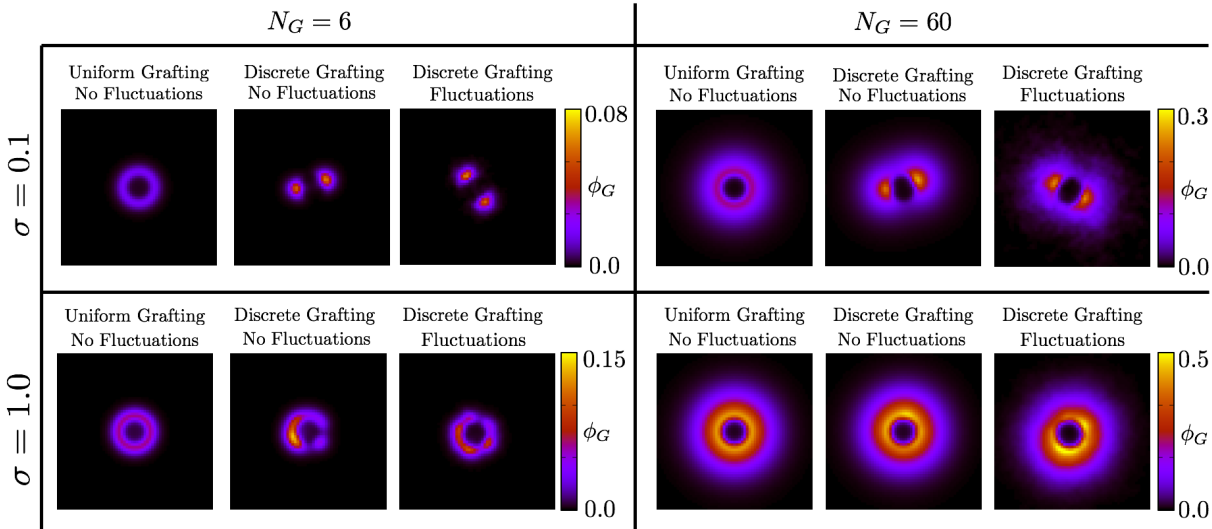 N_G = 6
N_G = 60
σ = 0.1
Uniform Grafting
No Fluctuations
Discrete Grafting
No Fluctuations
Discrete Grafting
Fluctuations
0.08
ϕ_G
0.0
Uniform Grafting
No Fluctuations
Discrete Grafting
No Fluctuations
Discrete Grafting
Fluctuations
0.3
ϕ_G
0.0
σ = 1.0
Uniform Grafting
No Fluctuations
Discrete Grafting
No Fluctuations
Discrete Grafting
Fluctuations
0.15
ϕ_G
0.0
Uniform Grafting
No Fluctuations
Discrete Grafting
No Fluctuations
Discrete Grafting
Fluctuations
0.5
ϕ_G
0.0